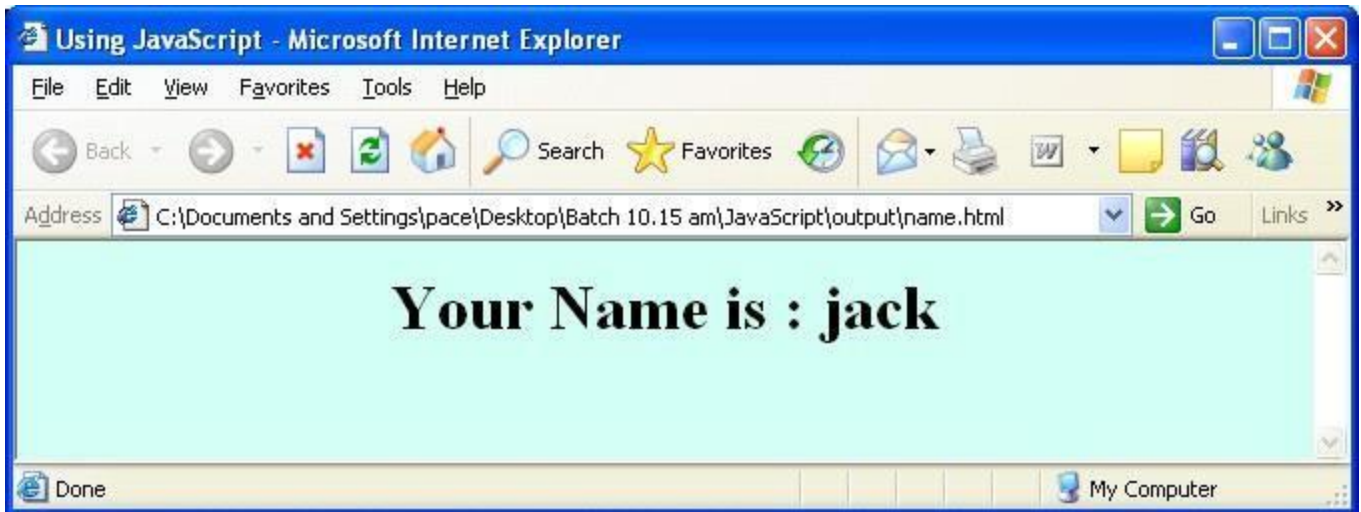 Using JavaScript - Microsoft Internet Explorer
File Edit View Favorites Tools Help
Back Search Favorites W
Address C:\Documents and Settings\pace\Desktop\Batch 10.15 am\JavaScript\output\name.html Go Links »
Your Name is : jack
Done My Computer